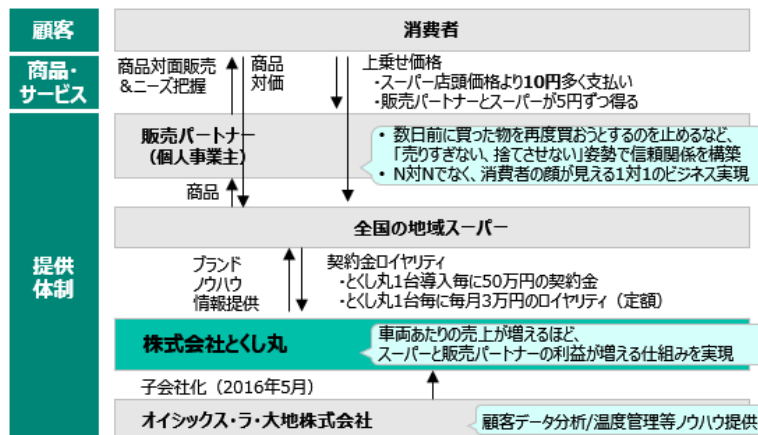 顧客
消費者
商品・
サービス
商品対面販売
&ニーズ把握
商品
対価
上乗せ価格
・スーパー店頭価格より10円多く支払い
・販売パートナーとスーパーが5円ずつ得る
提供
体制
販売パートナー
(個人事業主)
• 数日前に買った物を再度買おうとするのを止めるなど、
「売りすぎない、捨てさせない」姿勢で信頼関係を構築
• N対Nでなく、消費者の顔が見える1対1のビジネス実現
商品
全国の地域スーパー
ブランド
ノウハウ
情報提供
契約金ロイヤリティ
・とくし丸1台導入毎に50万円の契約金
・とくし丸1台毎に毎月3万円のロイヤリティ(定額)
株式会社とくし丸
車両あたりの売上が増えるほど、
スーパーと販売パートナーの利益が増える仕組みを実現
子会社化(2016年5月)
オイシックス・ラ・大地株式会社
顧客データ分析/温度管理等ノウハウ提供